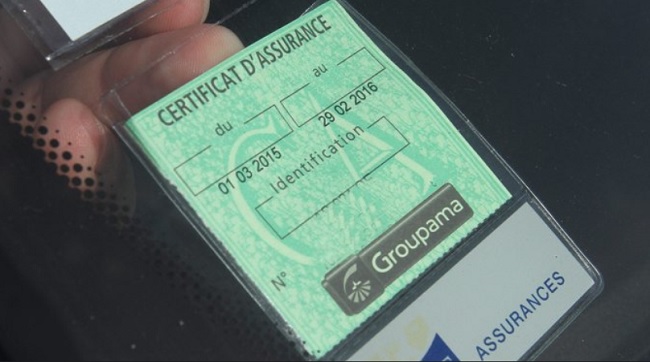 CERTIFICAT D'ASSURANCE
du
au
01 03 2015
29 02 2016
Identification
N°
Groupama
ASSURANCES